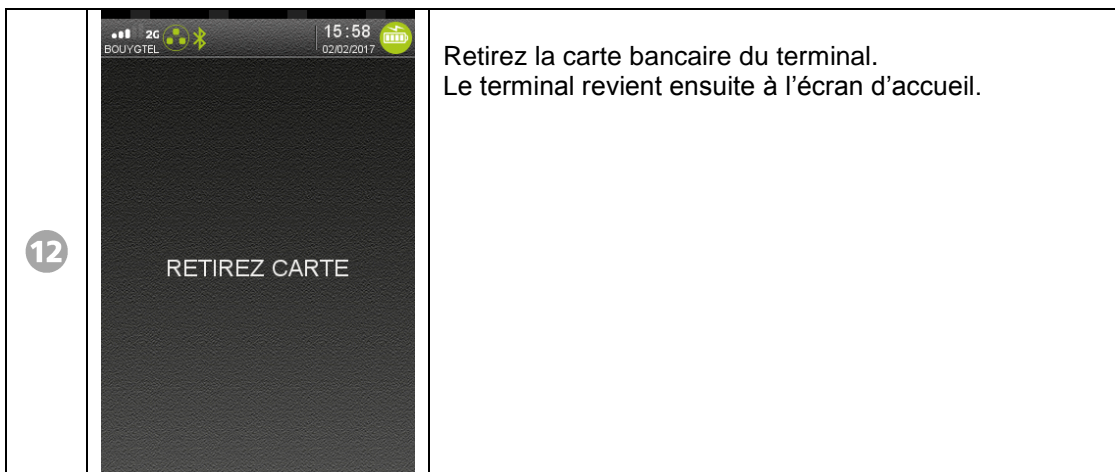 2G
BOUYGTEL
15:58
02/02/2017
12
RETIREZ CARTE
Retirez la carte bancaire du terminal.
Le terminal revient ensuite à l’écran d’accueil.